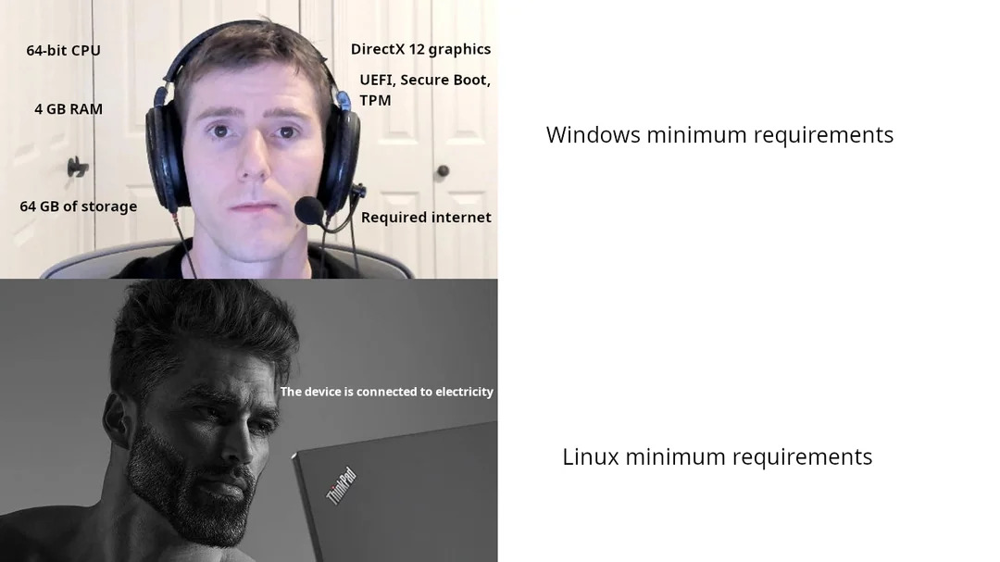 64-bit CPU
DirectX 12 graphics
UEFI, Secure Boot,
TPM
4 GB RAM
64 GB of storage
Required internet
Windows minimum requirements
The device is connected to electricity
ThinkPad
Linux minimum requirements